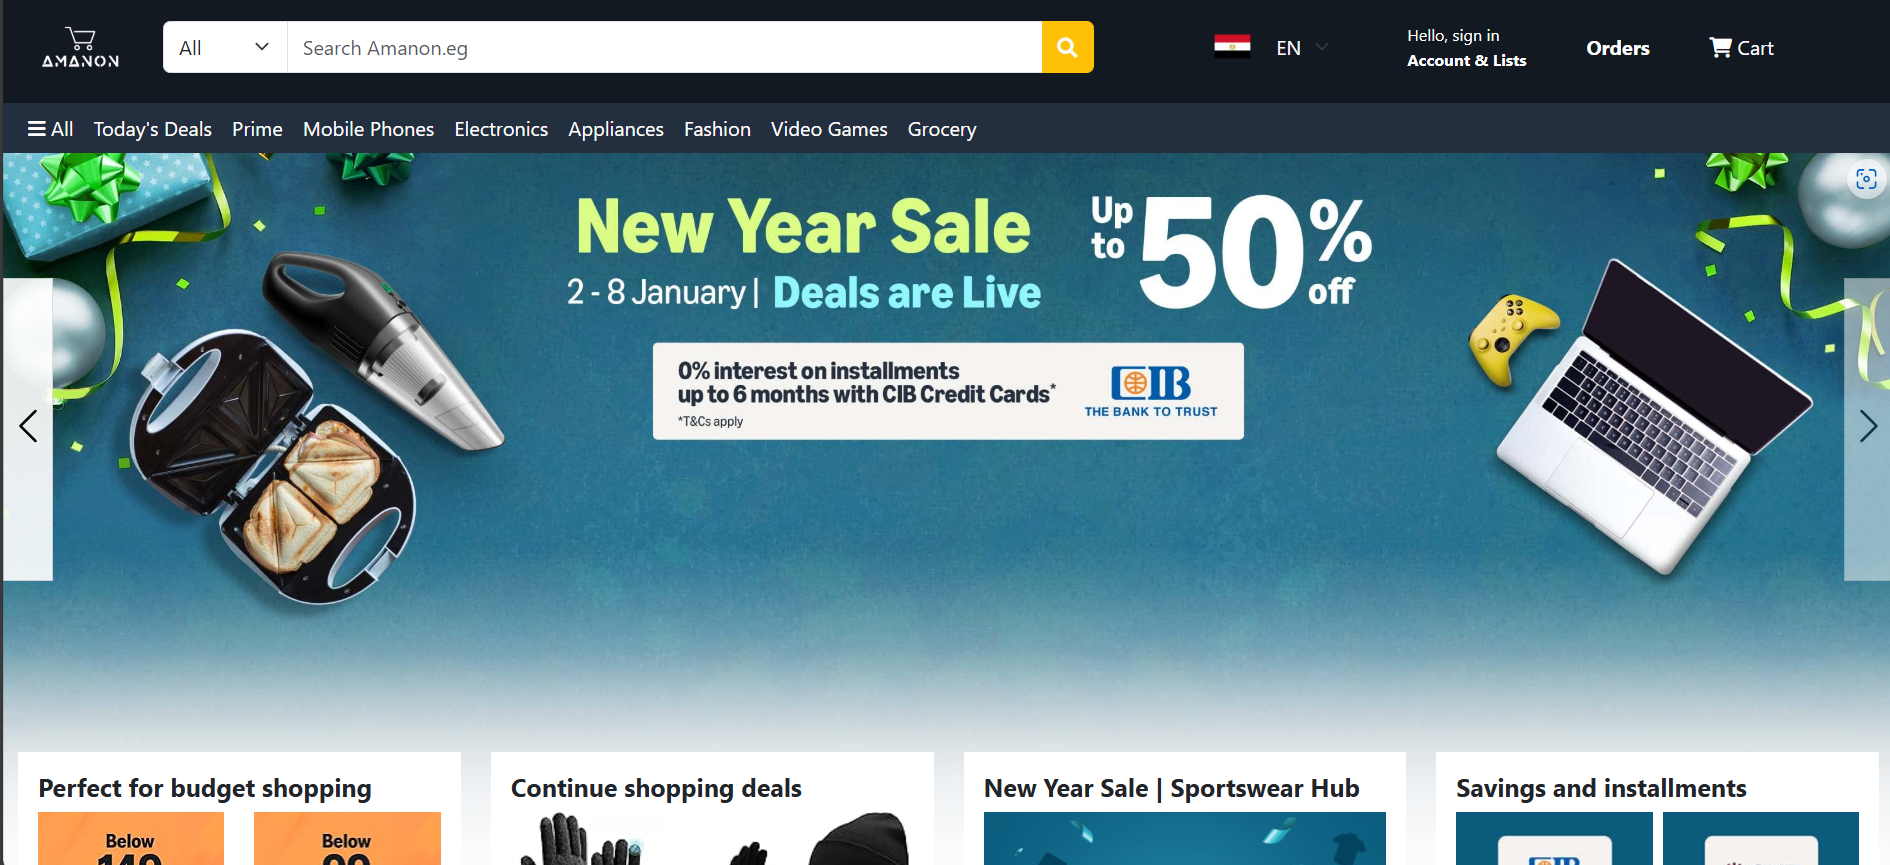 AMANON
All
Search Amanon.eg
EN
Hello, sign in
Account & Lists
Orders
Cart
All Today's Deals Prime Mobile Phones Electronics Appliances Fashion Video Games Grocery
New Year Sale
2 - 8 January | Deals are Live
Up to 50% off
0% interest on installments
up to 6 months with CIB Credit Cards*
*T&Cs apply
CIB
THE BANK TO TRUST
Perfect for budget shopping
Below
149
Below
99
Continue shopping deals
New Year Sale | Sportswear Hub
Savings and installments
CIB